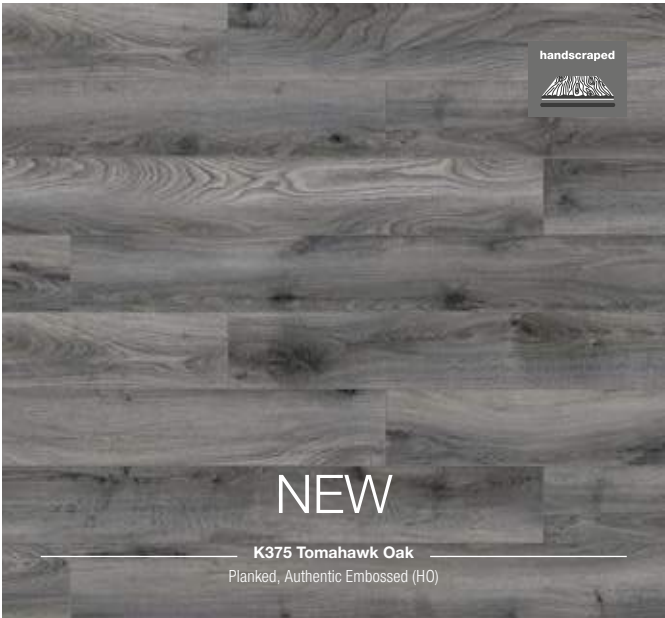 handscraped
NEW
K375 Tomahawk Oak
Planked, Authentic Embossed (HO)